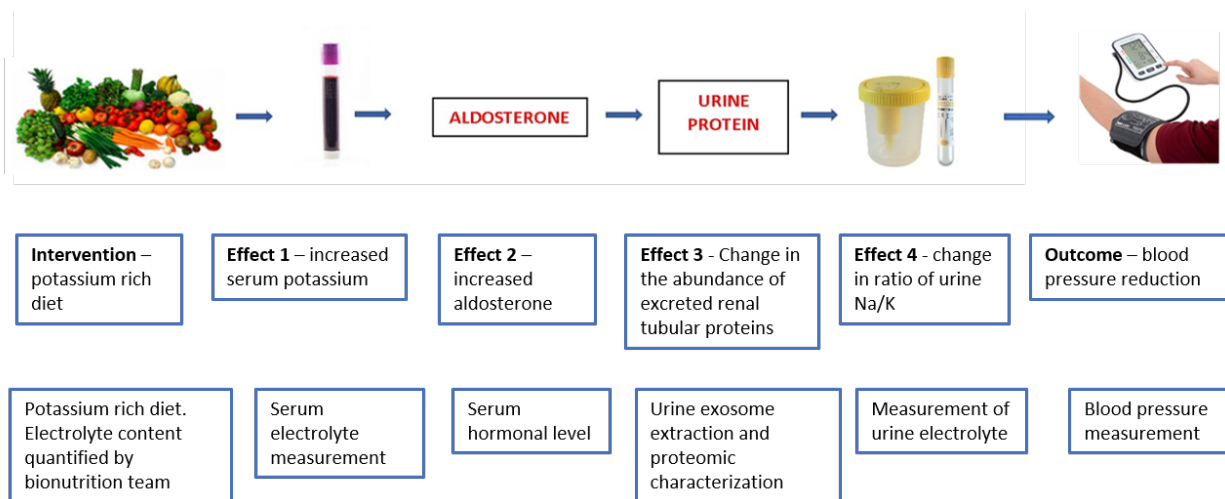 ALDOSTERONE
URINE
PROTEIN
Intervention –
potassium rich
diet
Effect 1 – increased
serum potassium
Effect 2 –
increased
aldosterone
Effect 3 - Change in
the abundance of
excreted renal
tubular proteins
Effect 4 - change
in ratio of urine
Na/K
Outcome – blood
pressure reduction
Potassium rich diet.
Electrolyte content
quantified by
bionutrition team
Serum
electrolyte
measurement
Serum
hormonal level
Urine exosome
extraction and
proteomic
characterization
Measurement of
urine electrolyte
Blood pressure
measurement